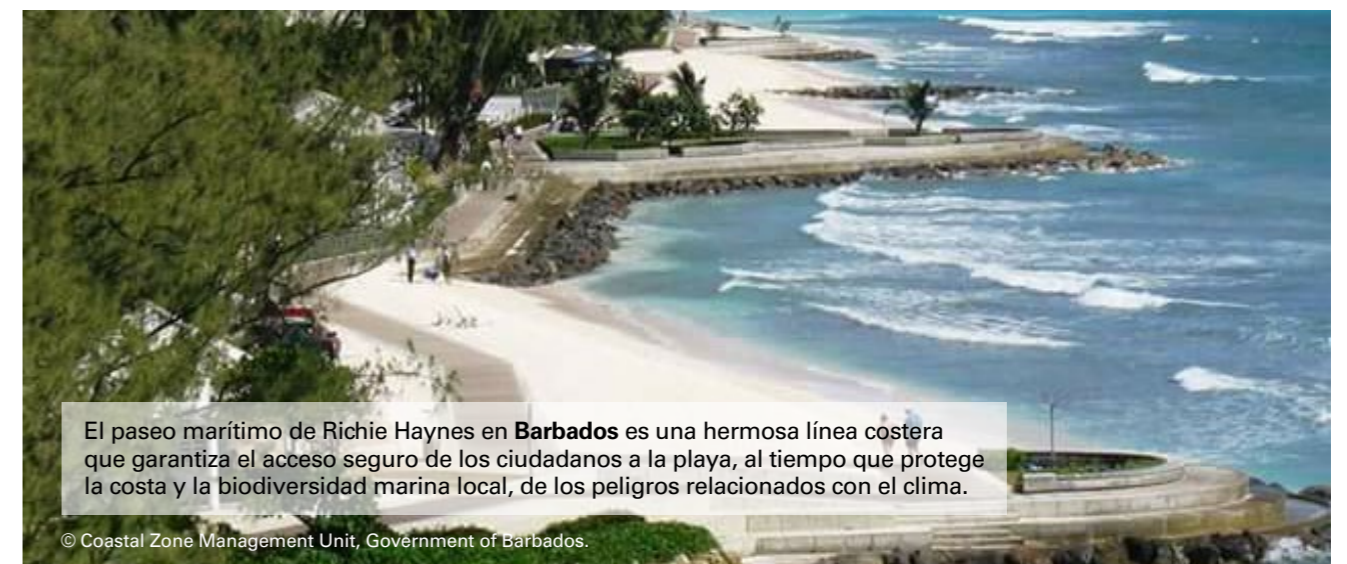 El paseo marítimo de Richie Haynes en Barbados es una hermosa línea costera
que garantiza el acceso seguro de los ciudadanos a la playa, al tiempo que protege
la costa y la biodiversidad marina local, de los peligros relacionados con el clima.
© Coastal Zone Management Unit, Government of Barbados.